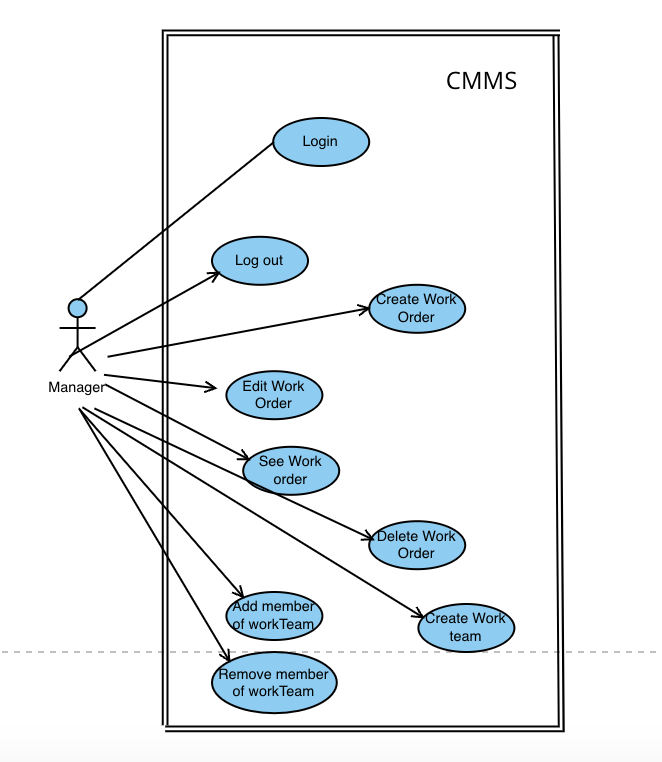 CMMS
Login
Log out
Create Work
Order
Manager
Edit Work
Order
See Work
order
Delete Work
Order
Add member
of workTeam
Create Work
team
Remove member
of workTeam